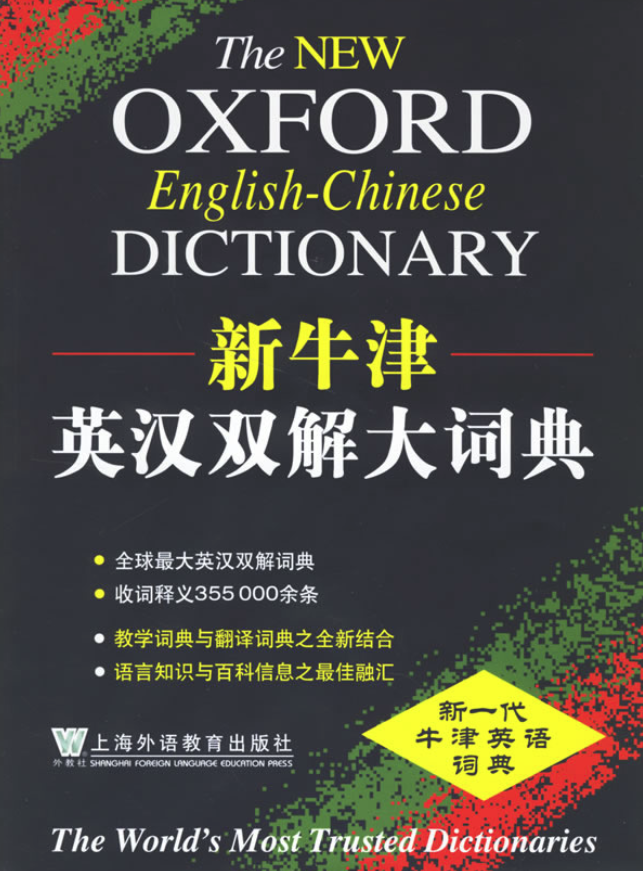 The NEW
OXFORD
English-Chinese
DICTIONARY
新牛津
英汉双解大词典
全球最大英汉双解词典
收词释义355 000余条
教学词典与翻译词典之全新结合
语言知识与百科信息之最佳融汇
新一代
牛津英语
词典
W
外教社
上海外语教育出版社
SHANGHAI FOREIGN LANGUAGE EDUCATION PRESS
The World's Most Trusted Dictionaries